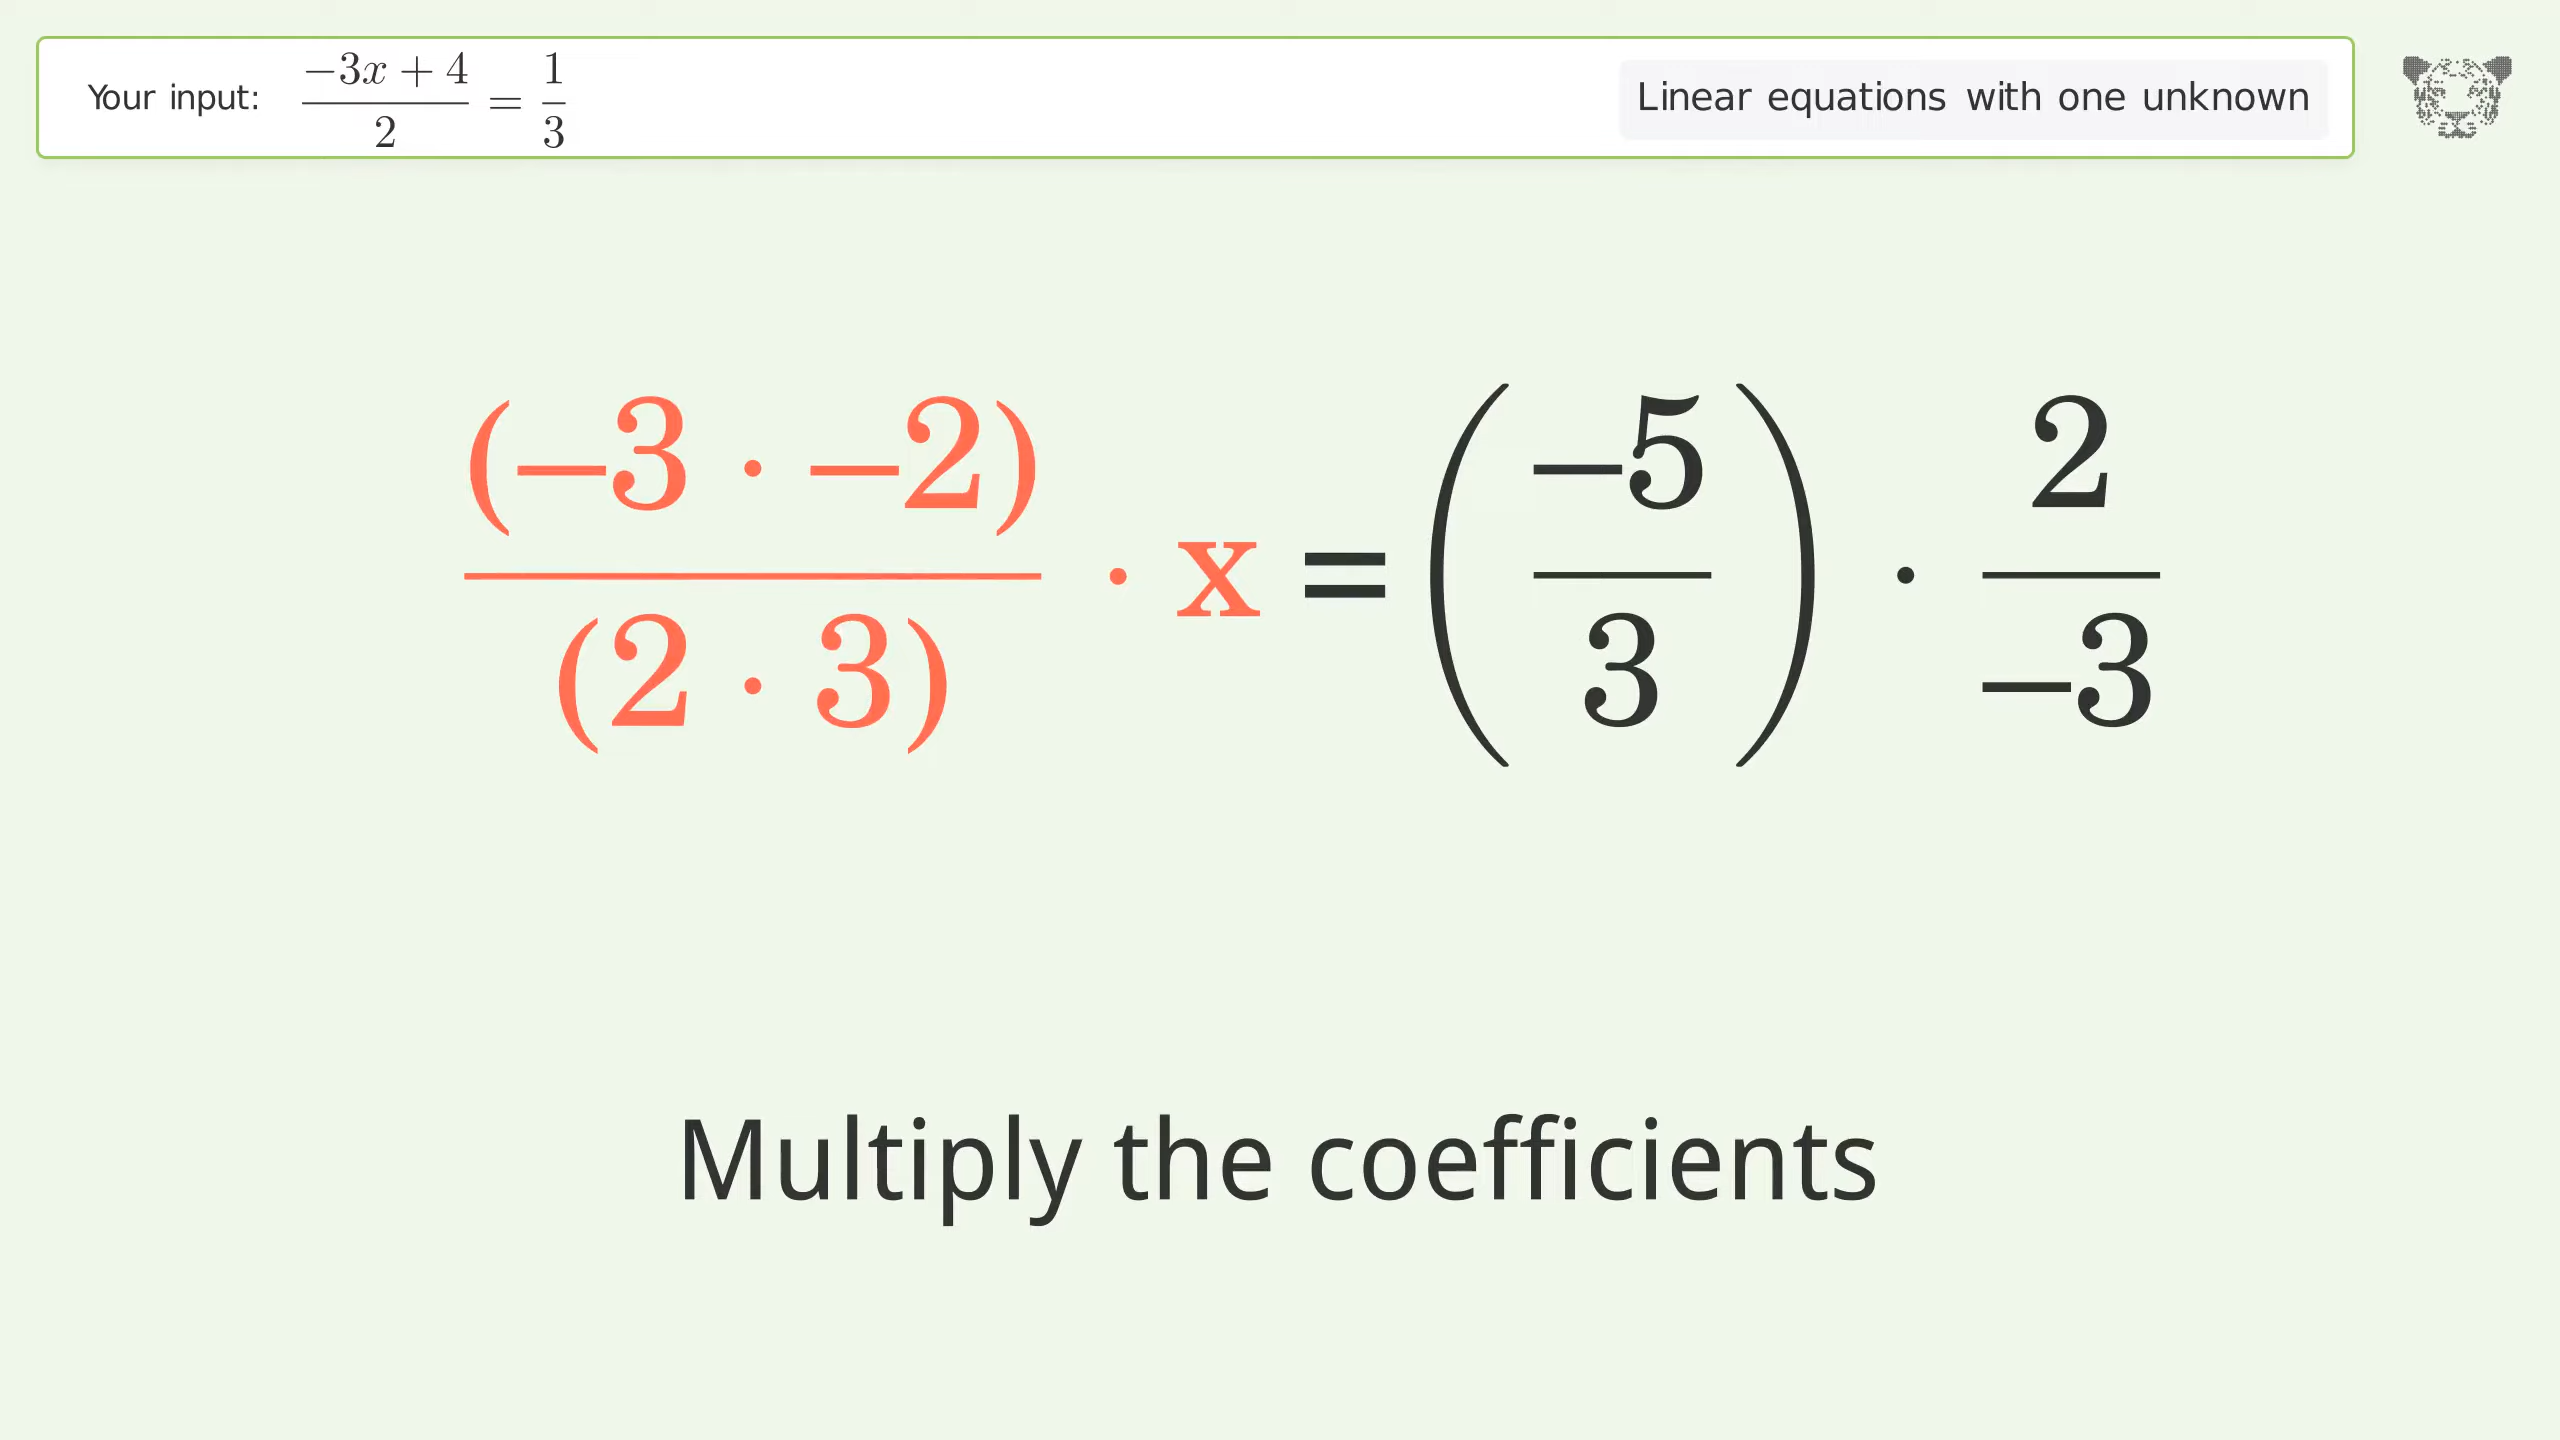 Your input: (−3x + 4)/2 = 1/3
Linear equations with one unknown
(−3 · −2)/(2 · 3) · x = (−5/3) · 2/−3
Multiply the coefficients